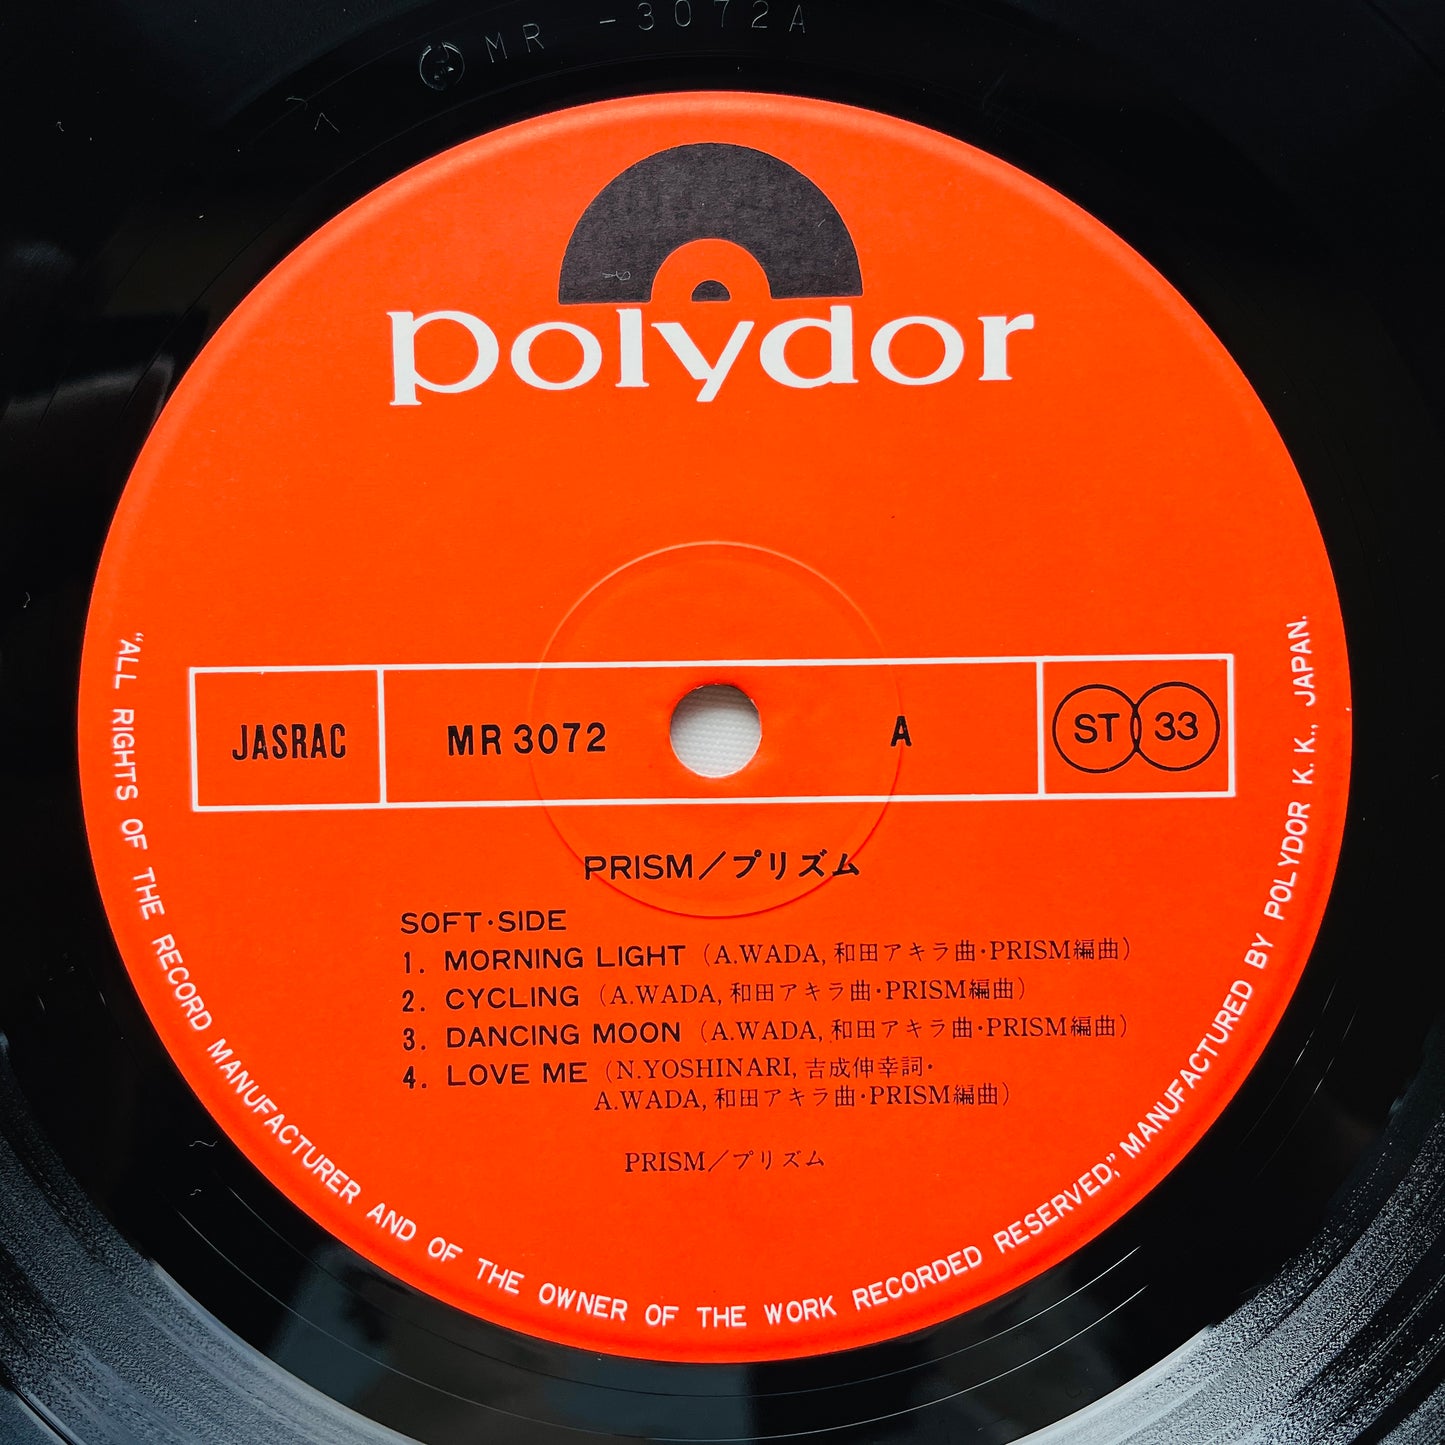 MR -3072A
polydor
JASRAC
MR 3072
A
ST 33
PRISM／プリズム
SOFT・SIDE
1. MORNING LIGHT (A.WADA, 和田アキラ曲・PRISM編曲)
2. CYCLING (A.WADA, 和田アキラ曲・PRISM編曲)
3. DANCING MOON (A.WADA, 和田アキラ曲・PRISM編曲)
4. LOVE ME (N.YOSHINARI, 吉成伸幸詞・
A.WADA, 和田アキラ曲・PRISM編曲)
PRISM／プリズム
“ALL RIGHTS OF THE RECORD MANUFACTURER AND OF THE OWNER OF THE WORK RECORDED RESERVED,” MANUFACTURED BY POLYDOR K. K., JAPAN.